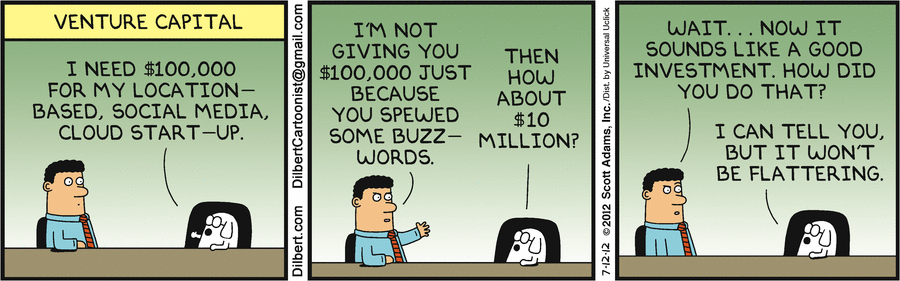 VENTURE CAPITAL
I NEED $100,000
FOR MY LOCATION-
BASED, SOCIAL MEDIA,
CLOUD START-UP.
Dilbert.com DilbertCartoonist@gmail.com
I'M NOT
GIVING YOU
$100,000 JUST
BECAUSE
YOU SPEWED
SOME BUZZ-
WORDS.
THEN
HOW
ABOUT
$10
MILLION?
7-12-12 ©2012 Scott Adams, Inc./Dist. by Universal Uclick
WAIT... NOW IT
SOUNDS LIKE A GOOD
INVESTMENT. HOW DID
YOU DO THAT?
I CAN TELL YOU,
BUT IT WON'T
BE FLATTERING.